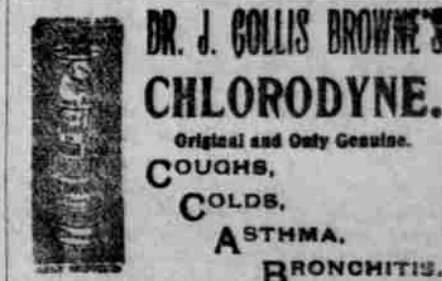 DR. J. COLLIS BROWNE'S
CHLORODYNE.
Original and Only Genuine.
COUGHS,
COLDS,
ASTHMA,
BRONCHITIS.